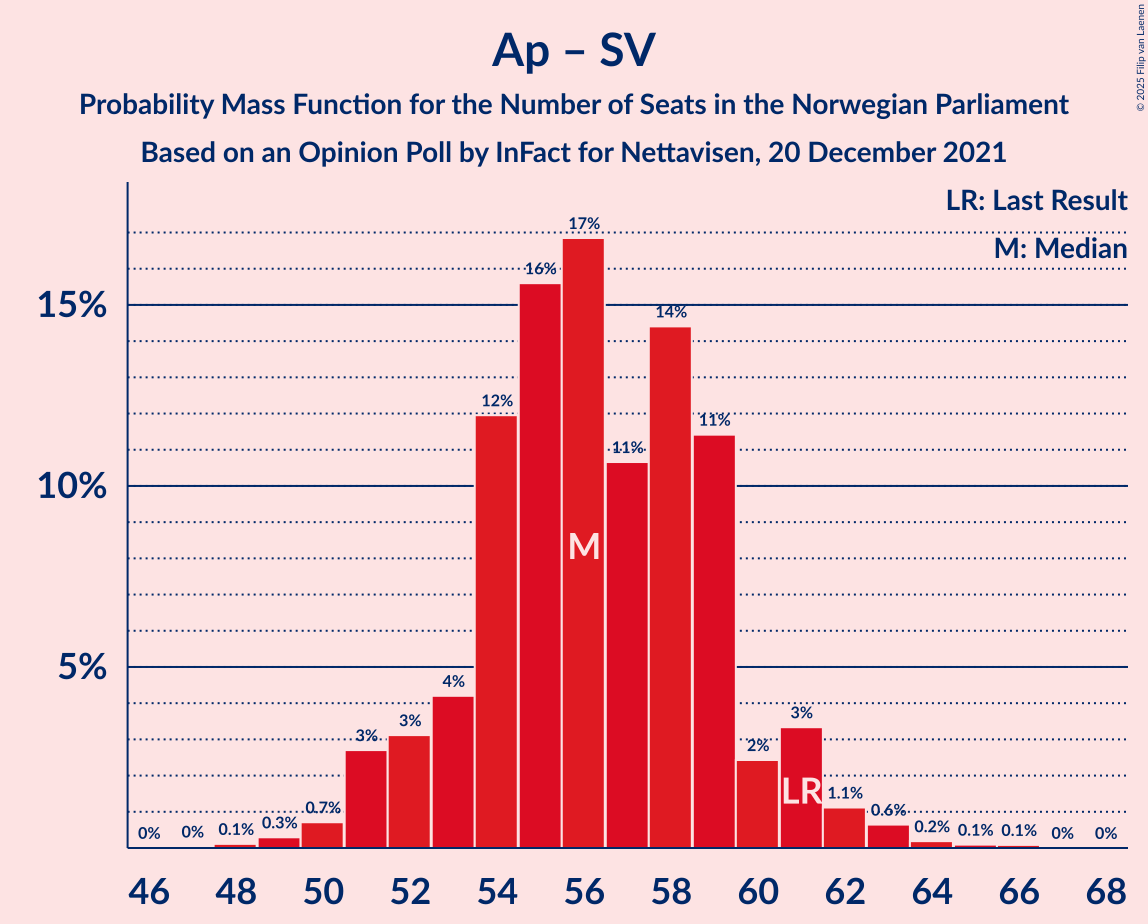 Ap – SV
Probability Mass Function for the Number of Seats in the Norwegian Parliament
Based on an Opinion Poll by InFact for Nettavisen, 20 December 2021
© 2025 Filip van Laenen
LR: Last Result
M: Median
17%
16%
15%
14%
12%
11%
11%
10%
M
5%
4%
3%
3%
3%
2%
LR
1.1%
0.7%
0.6%
0.3%
0.2%
0%
0%
0.1%
0.1%
0.1%
0%
0%
46 48 50 52 54 56 58 60 62 64 66 68